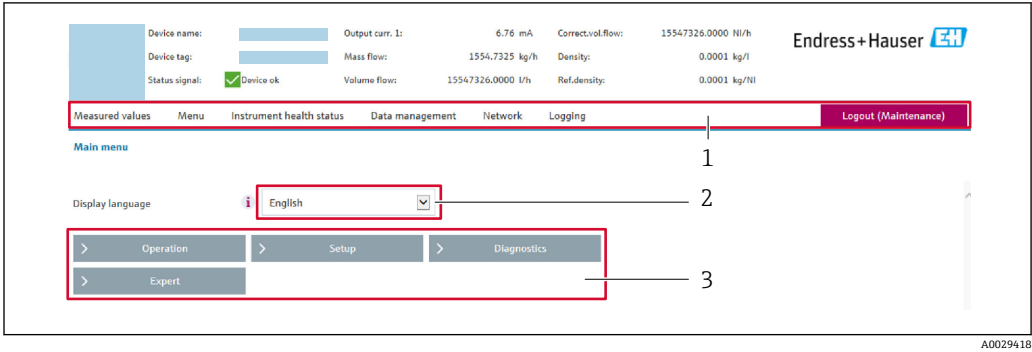 Device name: Output curr. 1: 6.76 mA Correct.vol.flow: 15547326.0000 Nl/h
Endress+Hauser EH
Device tag: Mass flow: 1554.7325 kg/h Density: 0.0001 kg/l
Status signal: Device ok Volume flow: 15547326.0000 l/h Ref.density: 0.0001 kg/Nl
Measured values Menu Instrument health status Data management Network Logging Logout (Maintenance)
1
Main menu
Display language i English 2
> Operation > Setup > Diagnostics
> Expert 3
A0029418